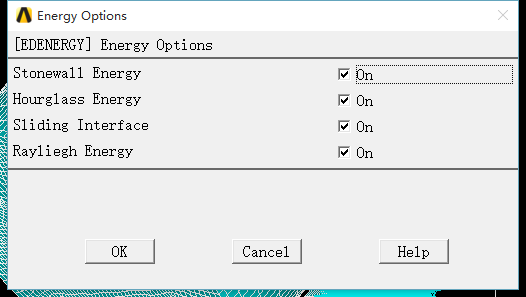 Energy Options
[EDENERGY] Energy Options
Stonewall Energy On
Hourglass Energy On
Sliding Interface On
Rayliegh Energy On
OK Cancel Help